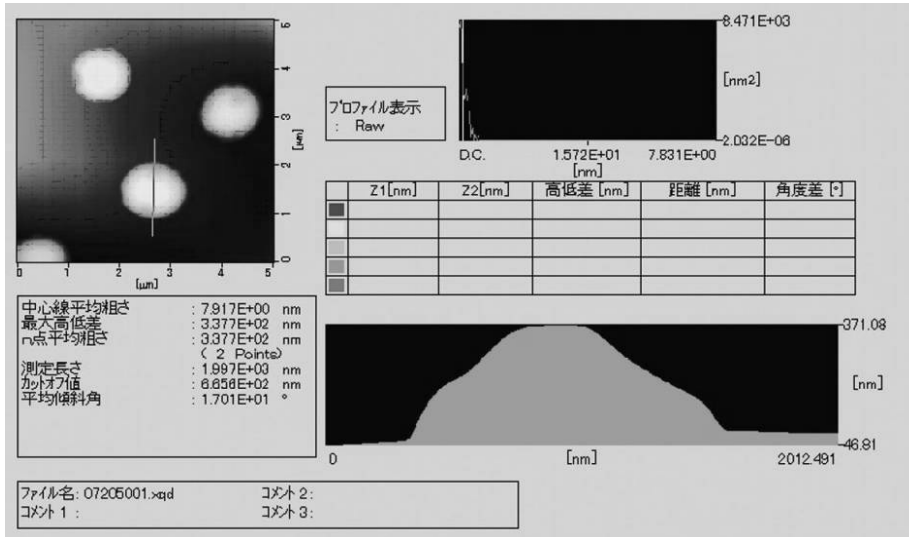 5
4
3
2
1
0
[μm]
0 1 2 3 4 5
[μm]
プロファイル表示
: Raw
8.471E+03
[nm2]
2.032E-06
D.C. 1.572E+01 7.831E+00
[nm]
Z1[nm] Z2[nm] 高低差 [nm] 距離 [nm] 角度差 [°]
中心線平均粗さ : 7.917E+00 nm
最大高低差 : 3.377E+02 nm
n点平均粗さ : 3.377E+02 nm
( 2 Points)
測定長さ : 1.997E+03 nm
カットオフ値 : 6.656E+02 nm
平均傾斜角 : 1.701E+01 °
371.08
[nm]
46.81
0 [nm] 2012.491
ファイル名: 07205001.xqd コメント 2:
コメント 1 : コメント 3: